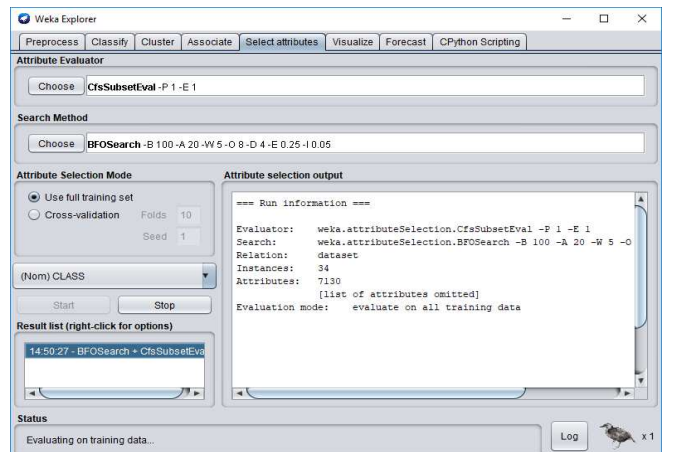 Weka Explorer
Preprocess Classify Cluster Associate Select attributes Visualize Forecast CPython Scripting
Attribute Evaluator
Choose CfsSubsetEval -P 1 -E 1
Search Method
Choose BFOSearch -B 100 -A 20 -W 5 -O 8 -D 4 -E 0.25 -I 0.05
Attribute Selection Mode
Use full training set
Cross-validation Folds 10
Seed 1
(Nom) CLASS
Start Stop
Result list (right-click for options)
14:50:27 - BFOSearch + CfsSubsetEva
Attribute selection output
=== Run information ===
Evaluator: weka.attributeSelection.CfsSubsetEval -P 1 -E 1
Search: weka.attributeSelection.BFOSearch -B 100 -A 20 -W 5 -O
Relation: dataset
Instances: 34
Attributes: 7130
[list of attributes omitted]
Evaluation mode: evaluate on all training data
Status
Evaluating on training data...
Log x 1